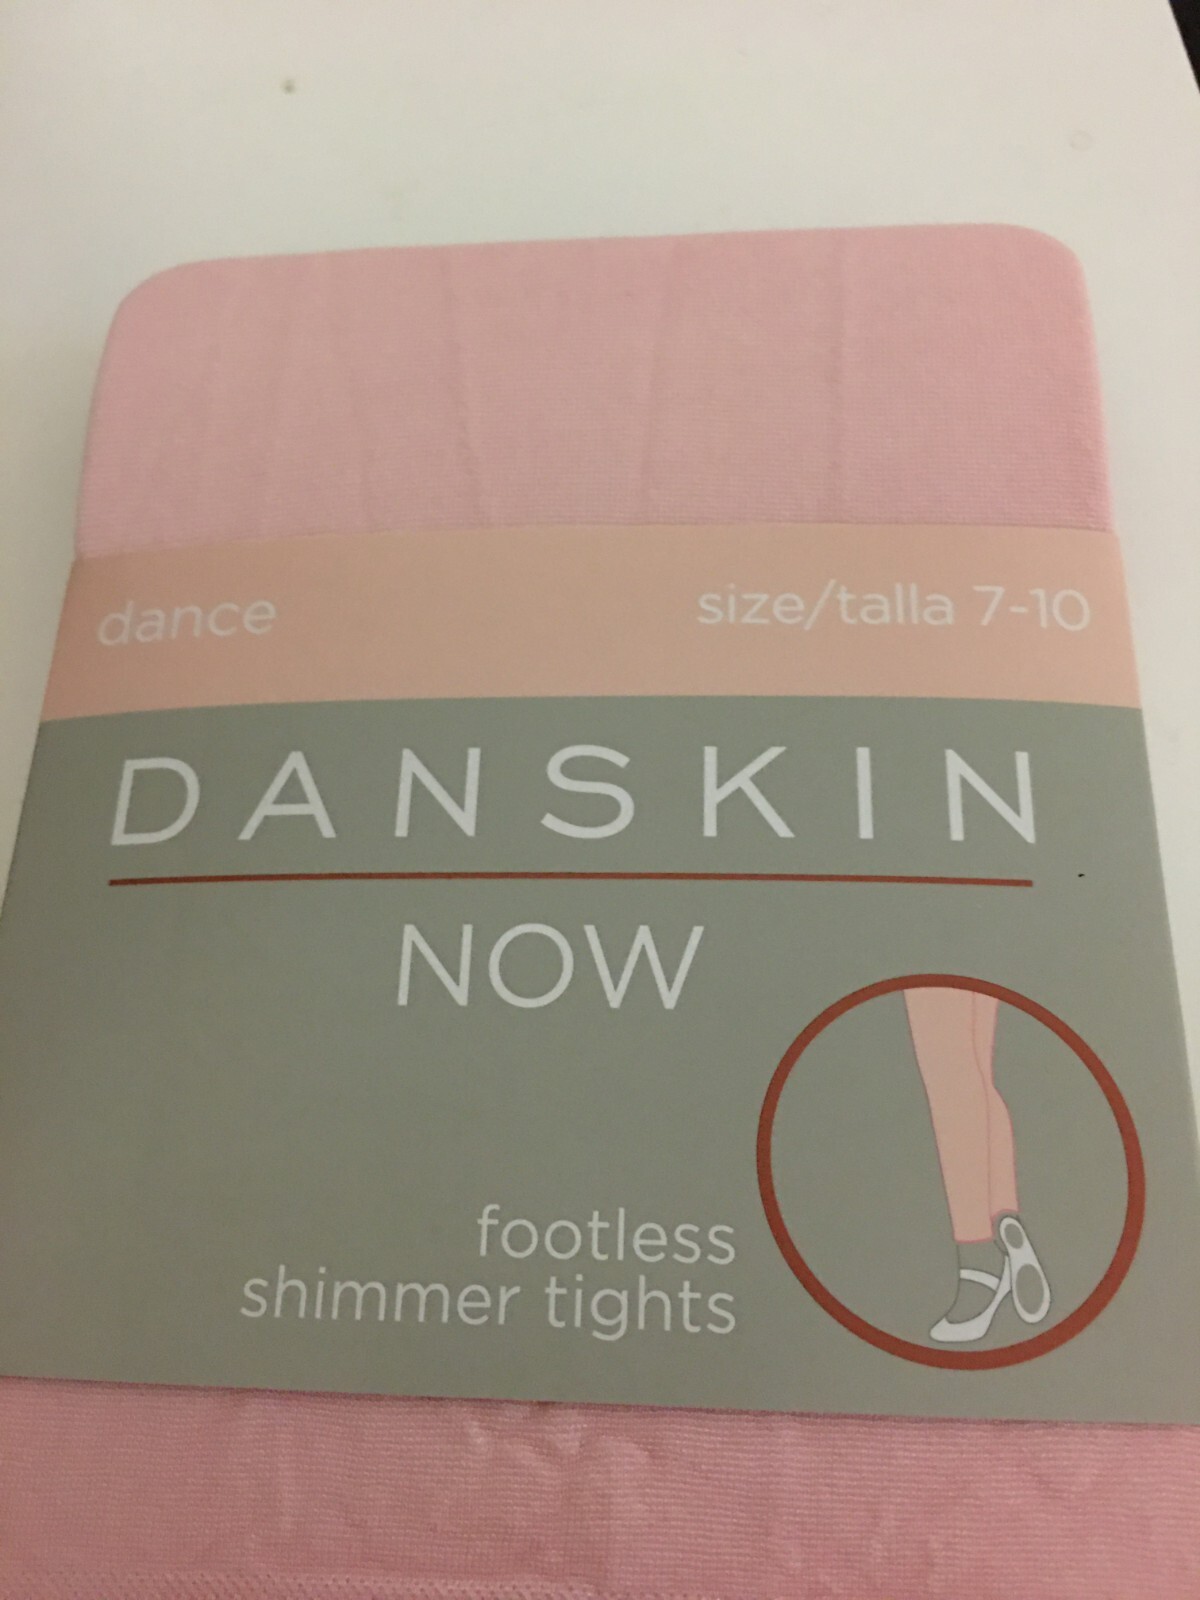 dance size/talla 7-10
DANSKIN
NOW
footless
shimmer tights